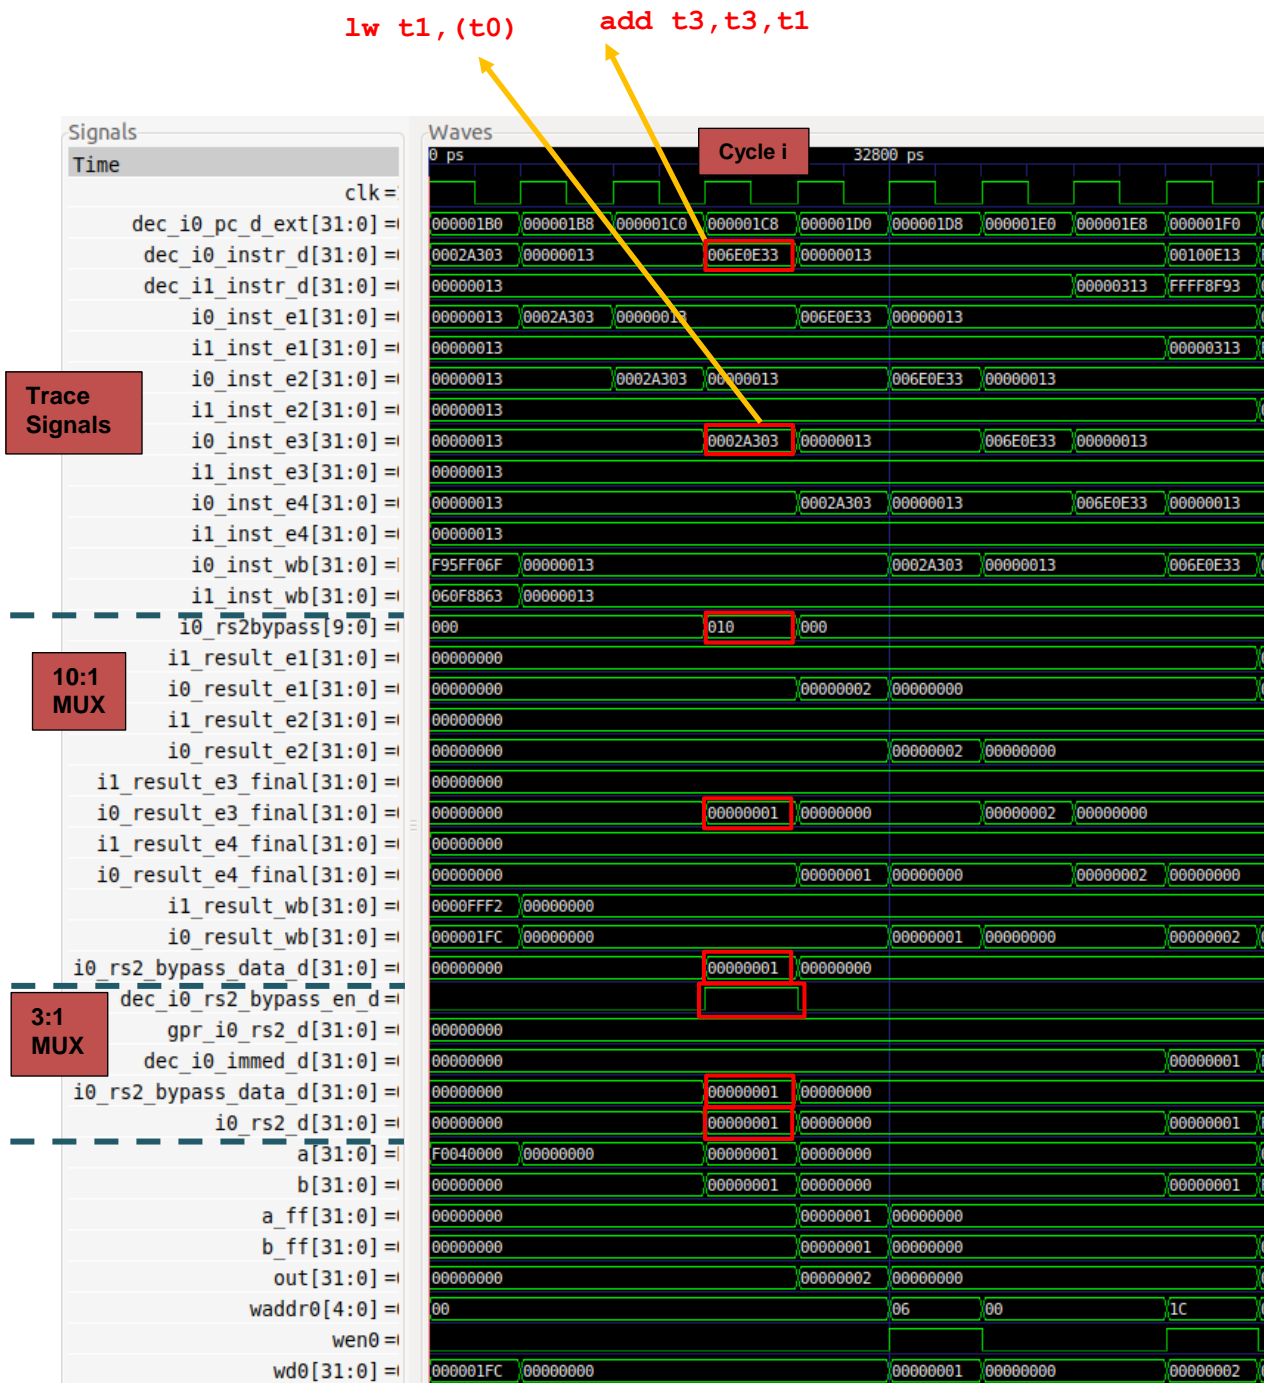 lw t1,(t0) add t3,t3,t1
Signals Waves
Time 0 ps Cycle i 32800 ps
clk =
dec_i0_pc_d_ext[31:0] = 000001B0 000001B8 000001C0 000001C8 000001D0 000001D8 000001E0 000001E8 000001F0
dec_i0_instr_d[31:0] = 0002A303 00000013 006E0E33 00000013 00100E13
dec_i1_instr_d[31:0] = 00000013 00000313 FFFF8F93
i0_inst_e1[31:0] = 00000013 0002A303 00000013 006E0E33 00000013
i1_inst_e1[31:0] = 00000013 00000313
i0_inst_e2[31:0] = 00000013 0002A303 00000013 006E0E33 00000013
Trace
Signals
i1_inst_e2[31:0] = 00000013
i0_inst_e3[31:0] = 00000013 0002A303 00000013 006E0E33 00000013
i1_inst_e3[31:0] = 00000013
i0_inst_e4[31:0] = 00000013 0002A303 00000013 006E0E33 00000013
i1_inst_e4[31:0] = 00000013
i0_inst_wb[31:0] = F95FF06F 00000013 0002A303 00000013 006E0E33
i1_inst_wb[31:0] = 060F8863 00000013
i0_rs2bypass[9:0] = 000 010 000
i1_result_e1[31:0] = 00000000
10:1
MUX
i0_result_e1[31:0] = 00000000 00000002 00000000
i1_result_e2[31:0] = 00000000
i0_result_e2[31:0] = 00000000 00000002 00000000
i1_result_e3_final[31:0] = 00000000
i0_result_e3_final[31:0] = 00000000 00000001 00000000 00000002 00000000
i1_result_e4_final[31:0] = 00000000
i0_result_e4_final[31:0] = 00000000 00000001 00000000 00000002 00000000
i1_result_wb[31:0] = 0000FFF2 00000000
i0_result_wb[31:0] = 000001FC 00000000 00000001 00000000 00000002
i0_rs2_bypass_data_d[31:0] = 00000000 00000001 00000000
dec_i0_rs2_bypass_en_d =
3:1
MUX
gpr_i0_rs2_d[31:0] = 00000000
dec_i0_immed_d[31:0] = 00000000 00000001
i0_rs2_bypass_data_d[31:0] = 00000000 00000001 00000000
i0_rs2_d[31:0] = 00000000 00000001 00000000 00000001
a[31:0] = F0040000 00000000 00000001 00000000
b[31:0] = 00000000 00000001 00000000 00000001
a_ff[31:0] = 00000000 00000001 00000000
b_ff[31:0] = 00000000 00000001 00000000
out[31:0] = 00000000 00000002 00000000
waddr0[4:0] = 00 06 00 1C
wen0 =
wd0[31:0] = 000001FC 00000000 00000001 00000000 00000002